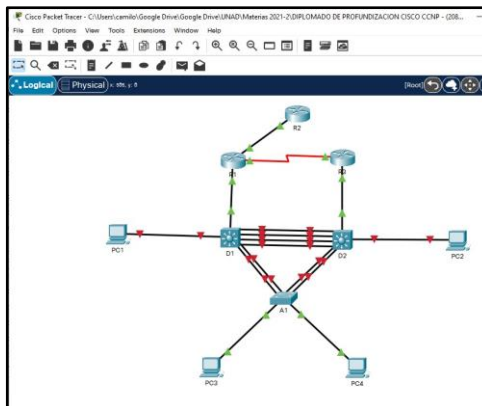 Cisco Packet Tracer - C:\Users\camilo\Google Drive\Google Drive\UNAD\Meterias 2021-2\DIPLOMADO DE PROFUNDIZACION CISCO CCNP - (208...
File Edit Options View Tools Extensions Window Help
Logical Physical x: y: [Root]
R2
R1 R3
PC1 D1 D2 PC2
A1
PC3 PC4